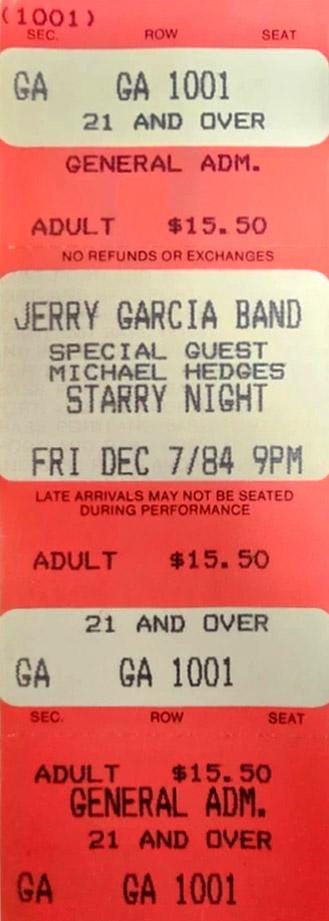 (1001)
SEC. ROW SEAT
GA GA 1001
21 AND OVER
GENERAL ADM.
ADULT $15.50
NO REFUNDS OR EXCHANGES
JERRY GARCIA BAND
SPECIAL GUEST
MICHAEL HEDGES
STARRY NIGHT
FRI DEC 7/84 9PM
LATE ARRIVALS MAY NOT BE SEATED
DURING PERFORMANCE
ADULT $15.50
21 AND OVER
GA GA 1001
SEC. ROW SEAT
ADULT $15.50
GENERAL ADM.
21 AND OVER
GA GA 1001